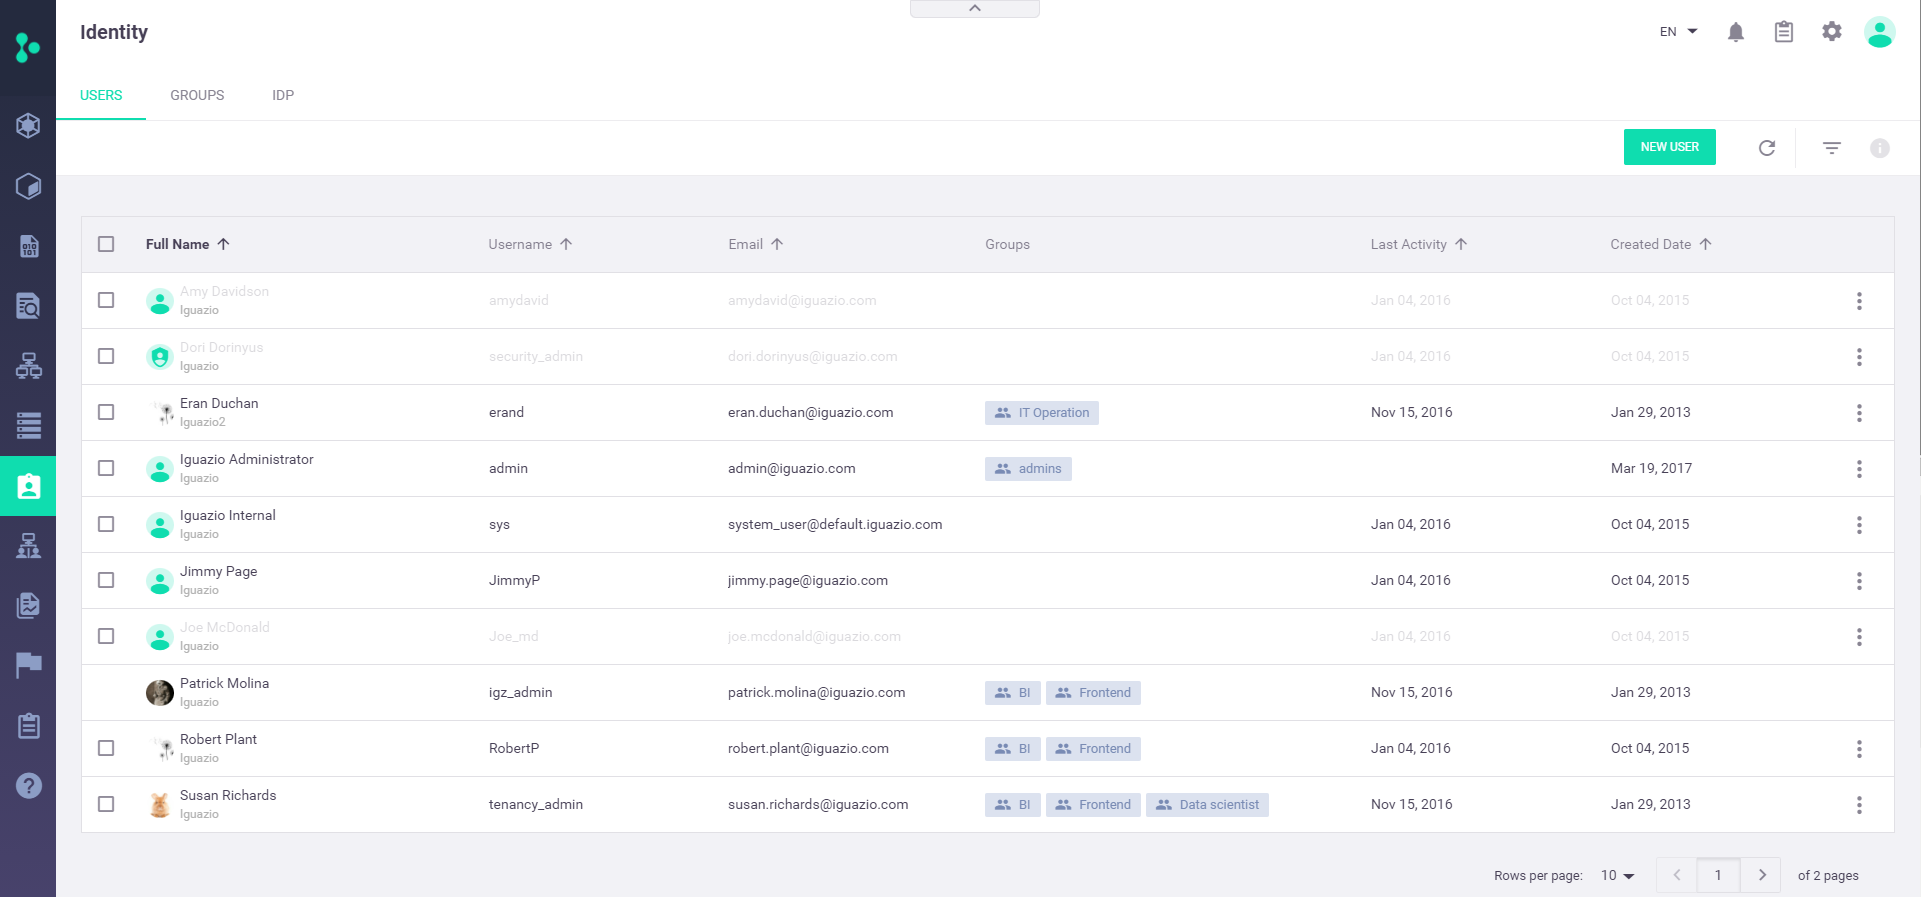 Identity
EN
USERS GROUPS IDP
NEW USER
Full Name Username Email Groups Last Activity Created Date
Amy Davidson
Iguazio
amydavid amydavid@iguazio.com Jan 04, 2016 Oct 04, 2015
Dori Dorinyus
Iguazio
security_admin dori.dorinyus@iguazio.com Jan 04, 2016 Oct 04, 2015
Eran Duchan
Iguazio2
erand eran.duchan@iguazio.com IT Operation Nov 15, 2016 Jan 29, 2013
Iguazio Administrator
Iguazio
admin admin@iguazio.com admins Mar 19, 2017
Iguazio Internal
Iguazio
sys system_user@default.iguazio.com Jan 04, 2016 Oct 04, 2015
Jimmy Page
Iguazio
JimmyP jimmy.page@iguazio.com Jan 04, 2016 Oct 04, 2015
Joe McDonald
Iguazio
Joe_md joe.mcdonald@iguazio.com Jan 04, 2016 Oct 04, 2015
Patrick Molina
Iguazio
igz_admin patrick.molina@iguazio.com BI Frontend Nov 15, 2016 Jan 29, 2013
Robert Plant
Iguazio
RobertP robert.plant@iguazio.com BI Frontend Jan 04, 2016 Oct 04, 2015
Susan Richards
Iguazio
tenancy_admin susan.richards@iguazio.com BI Frontend Data scientist Nov 15, 2016 Jan 29, 2013
Rows per page: 10 1 of 2 pages